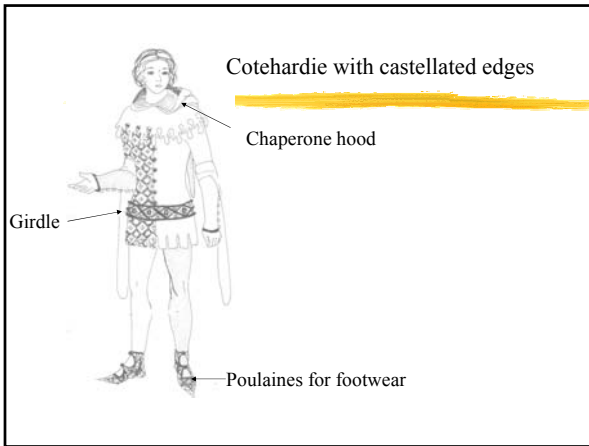 Cotehardie with castellated edges
Chaperone hood
Girdle
Poulaines for footwear